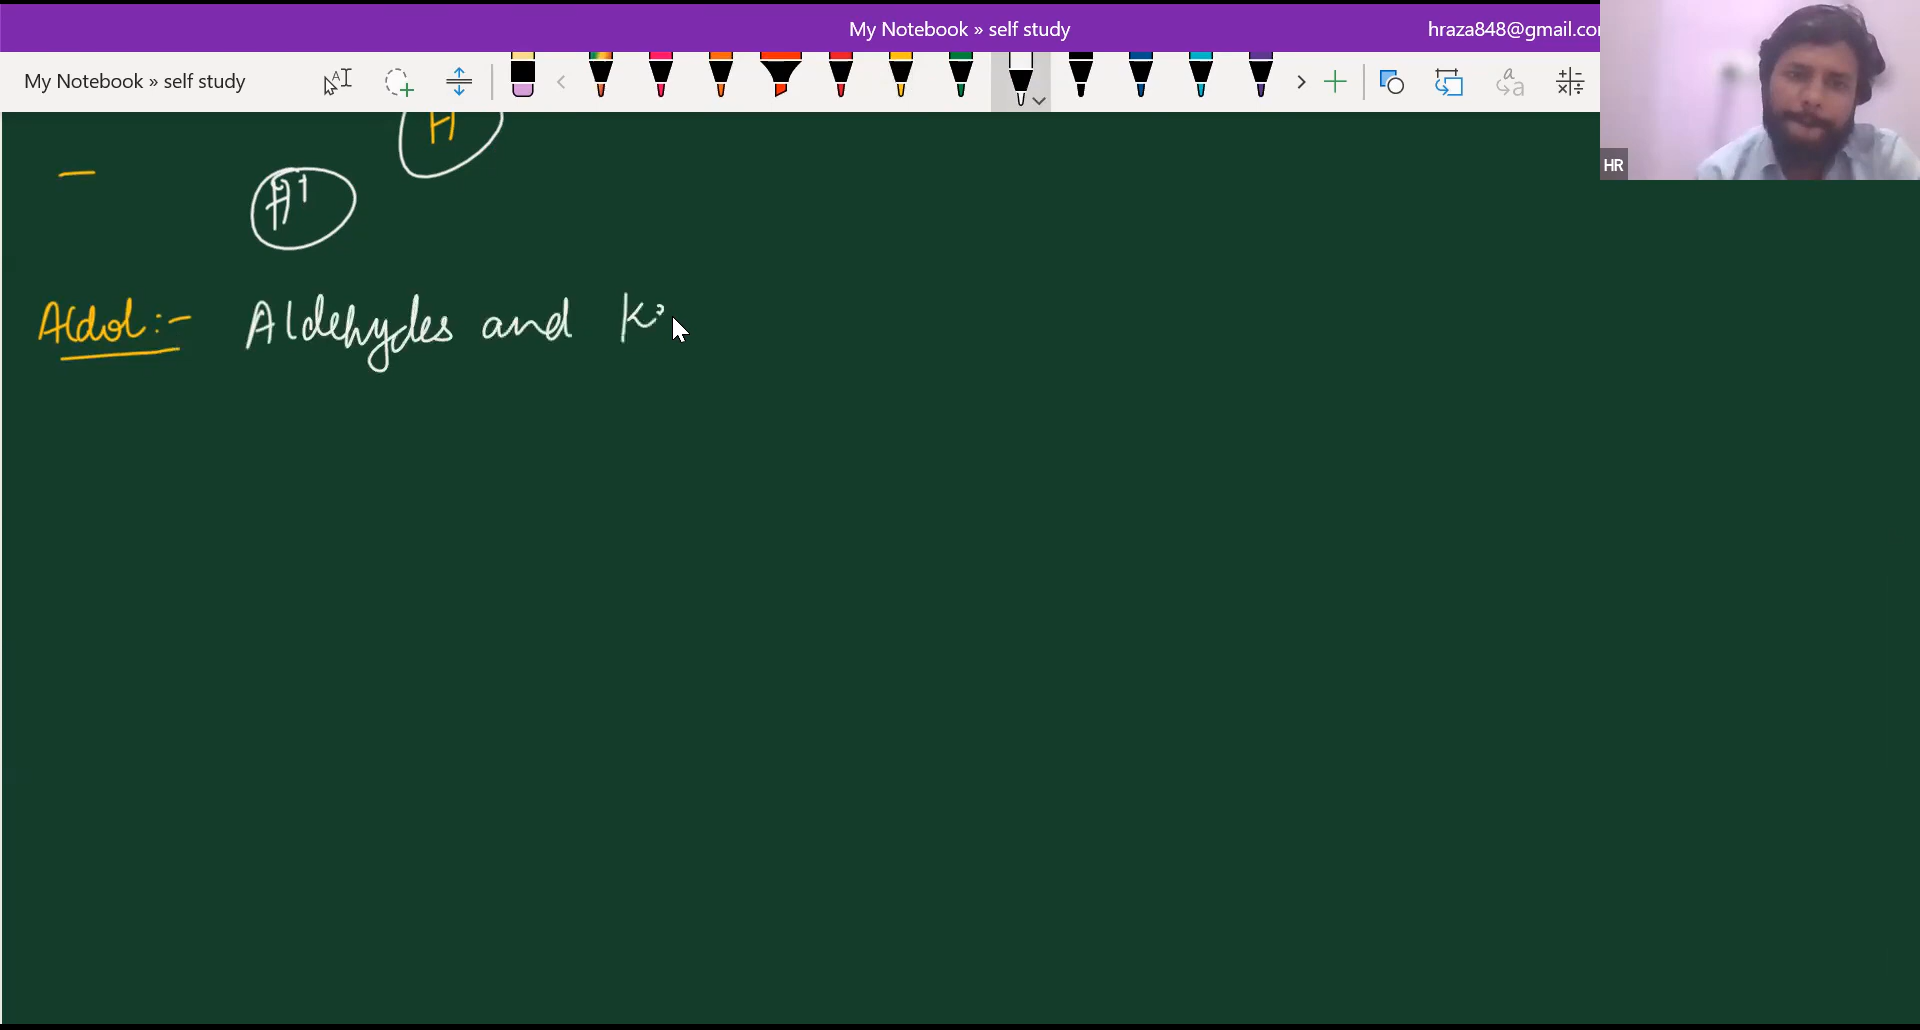 My Notebook » self study
hraza848@gmail.co
My Notebook » self study
H
HR
Aldol :- Aldehydes and K